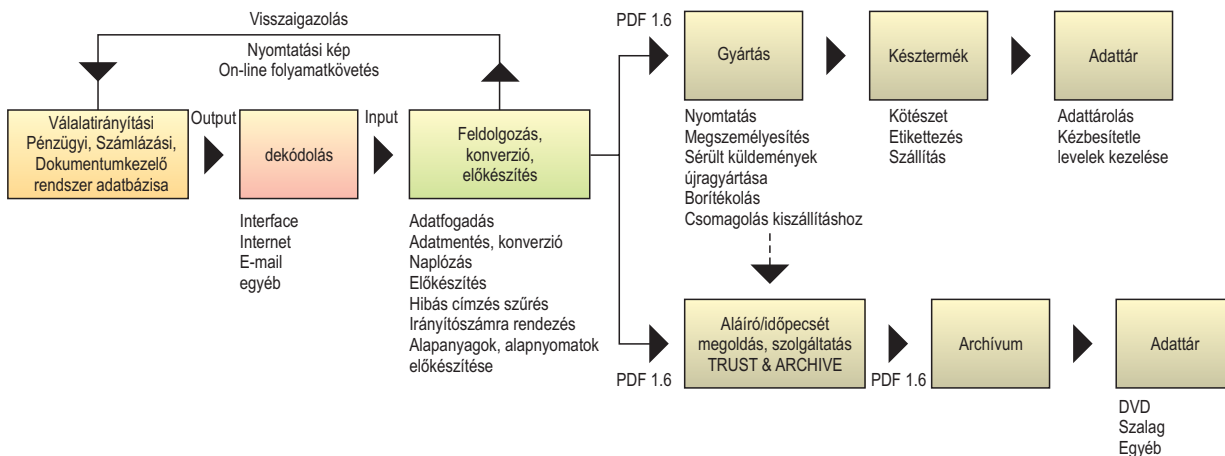 Visszaigazolás
Nyomtatási kép
On-line folyamatkövetés
Válalatirányítási
Pénzügyi, Számlázási,
Dokumentumkezelő
rendszer adatbázisa
Output
dekódolás
Interface
Internet
E-mail
egyéb
Input
Feldolgozás,
konverzió,
előkészítés
Adatfogadás
Adatmentés, konverzió
Naplózás
Előkészítés
Hibás címzés szűrés
Irányítószámra rendezés
Alapanyagok, alapnyomatok
előkészítése
PDF 1.6
Gyártás
Nyomtatás
Megszemélyesítés
Sérült küldemények
újragyártása
Borítékolás
Csomagolás kiszállításhoz
Késztermék
Kötészet
Etikettezés
Szállítás
Adattár
Adattárolás
Kézbesítetle
levelek kezelése
PDF 1.6
Aláíró/időpecsét
megoldás, szolgáltatás
TRUST & ARCHIVE
PDF 1.6
Archívum
Adattár
DVD
Szalag
Egyéb